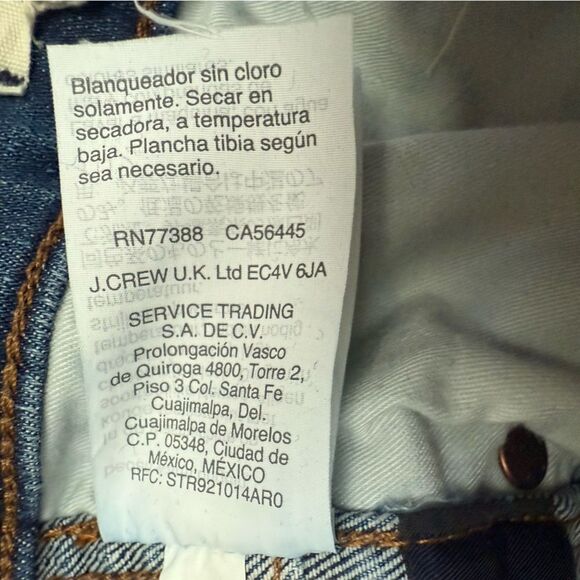 Blanqueador sin cloro
solamente. Secar en
secadora, a temperatura
baja. Plancha tibia según
sea necesario.
RN77388 CA56445
J.CREW U.K. Ltd EC4V 6JA
SERVICE TRADING
S.A. DE C.V.
Prolongación Vasco
de Quiroga 4800, Torre 2,
Piso 3 Col. Santa Fe
Cuajimalpa, Del.
Cuajimalpa de Morelos
C.P. 05348, Ciudad de
México, MÉXICO
RFC: STR921014AR0